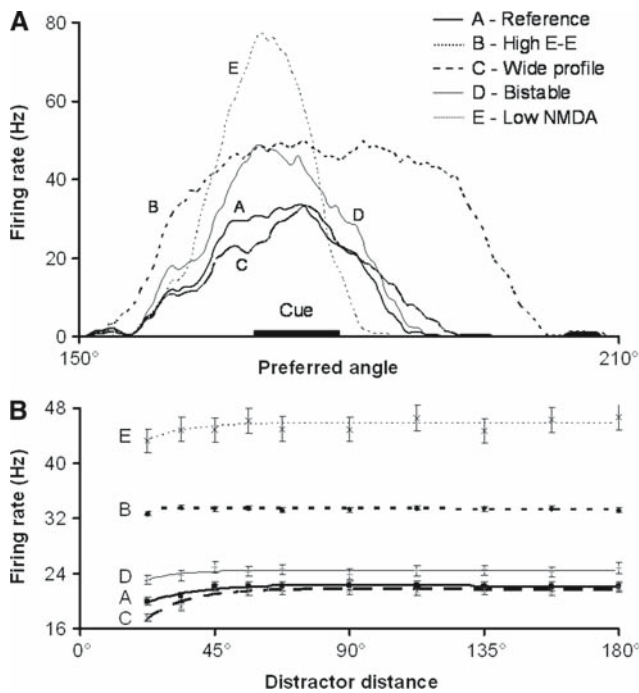 A
Firing rate (Hz)
80
60
40
20
0
A - Reference
B - High E-E
C - Wide profile
D - Bistable
E - Low NMDA
E
B
A
D
C
Cue
150°
210°
Preferred angle
B
Firing rate (Hz)
48
40
32
24
16
E
B
D
A
C
0°
45°
90°
135°
180°
Distractor distance